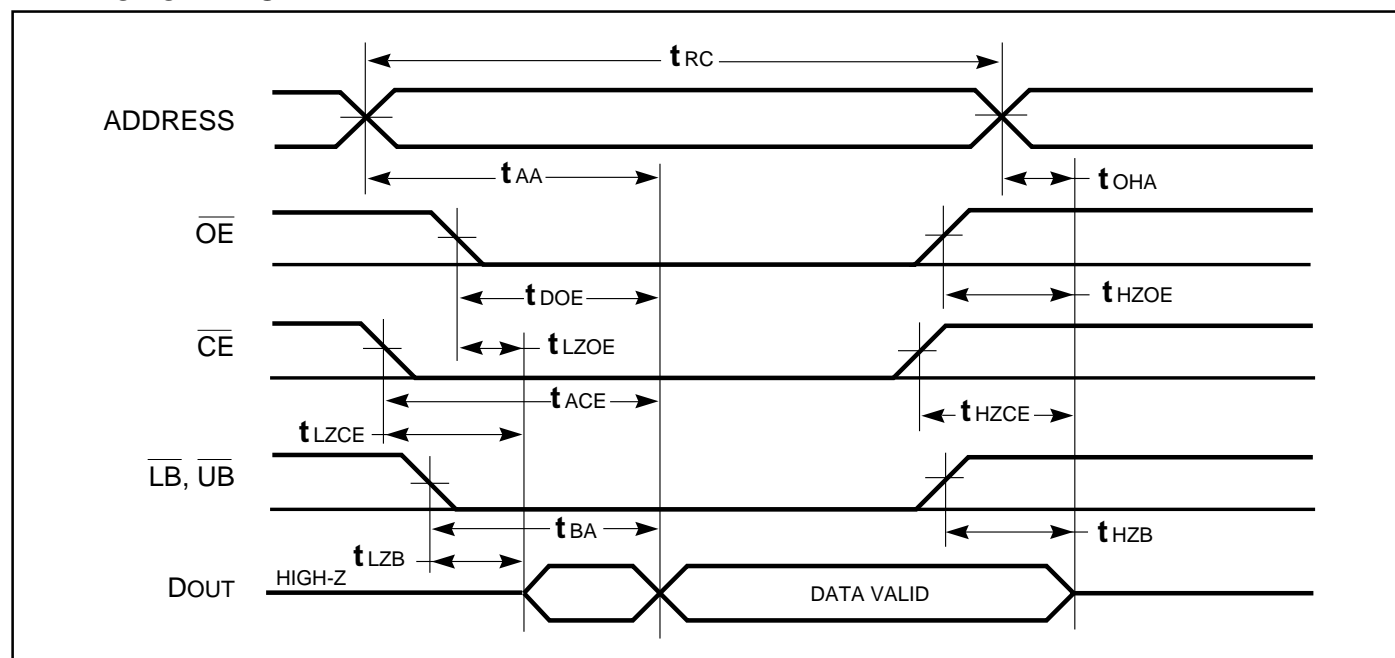 tRC
ADDRESS
tAA
tOHA
OE
tDOE
tHZOE
CE
tLZOE
tACE
tHZCE
tLZCE
LB, UB
tBA
tHZB
tLZB
DOUT
HIGH-Z
DATA VALID